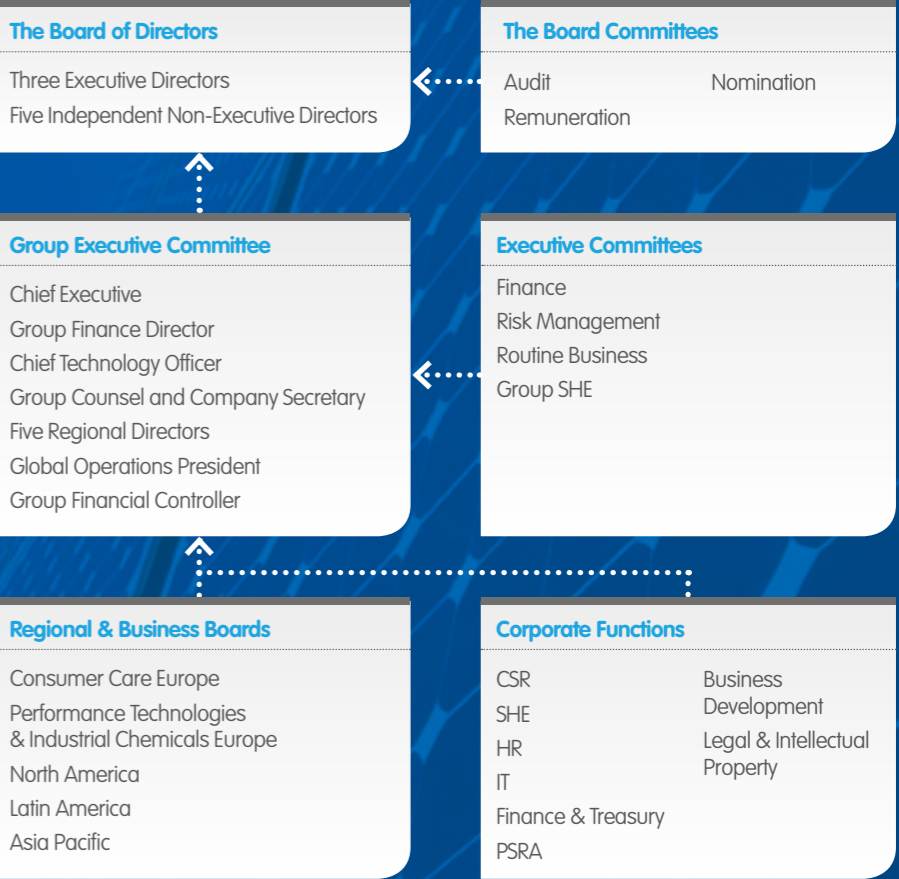 The Board of Directors
Three Executive Directors
Five Independent Non-Executive Directors
The Board Committees
Audit
Remuneration
Nomination
Group Executive Committee
Chief Executive
Group Finance Director
Chief Technology Officer
Group Counsel and Company Secretary
Five Regional Directors
Global Operations President
Group Financial Controller
Executive Committees
Finance
Risk Management
Routine Business
Group SHE
Regional & Business Boards
Consumer Care Europe
Performance Technologies
& Industrial Chemicals Europe
North America
Latin America
Asia Pacific
Corporate Functions
CSR
SHE
HR
IT
Finance & Treasury
PSRA
Business
Development
Legal & Intellectual
Property